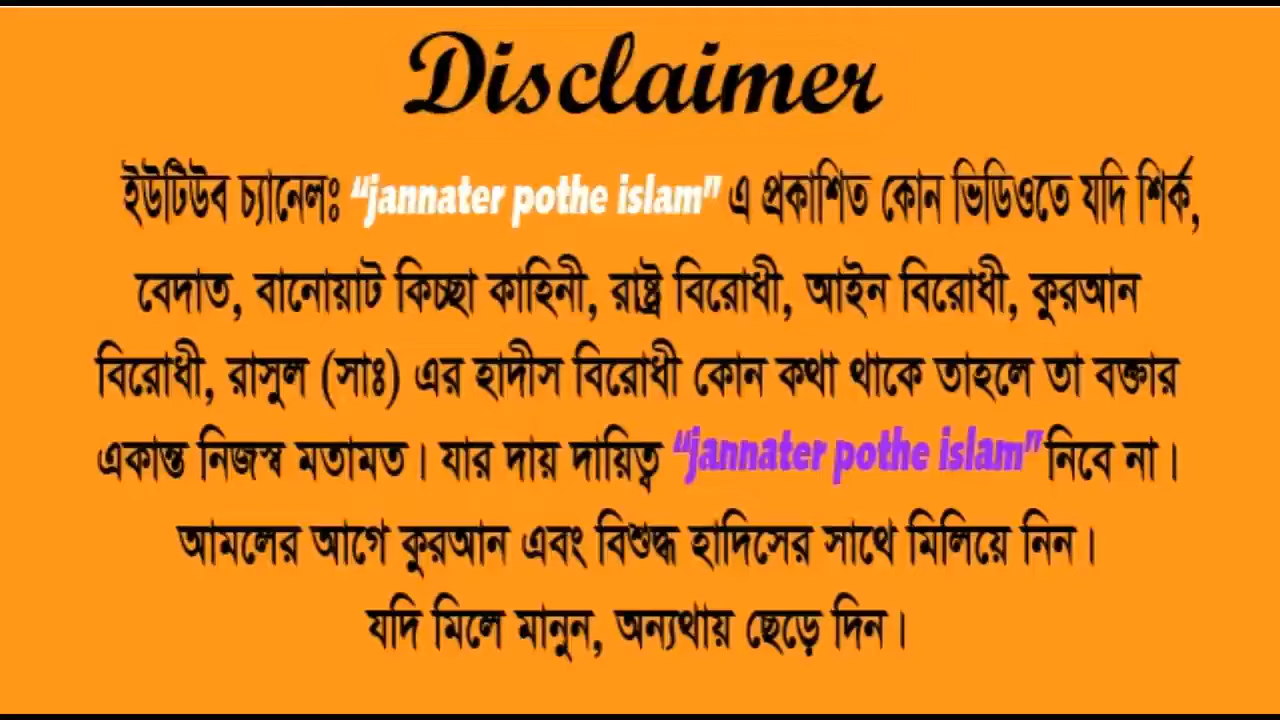 Disclaimer
ইউটিউব চ্যানেলঃ “jannater pothe islam” এ প্রকাশিত কোন ভিডিওতে যদি শির্ক,
বেদাত, বানোয়াট কিচ্ছা কাহিনী, রাষ্ট্র বিরোধী, আইন বিরোধী, কুরআন
বিরোধী, রাসুল (সাঃ) এর হাদীস বিরোধী কোন কথা থাকে তাহলে তা বক্তার
একান্ত নিজস্ব মতামত। যার দায় দায়িত্ব “jannater pothe islam” নিবে না।
আমলের আগে কুরআন এবং বিশুদ্ধ হাদিসের সাথে মিলিয়ে নিন।
যদি মিলে মানুন, অন্যথায় ছেড়ে দিন।